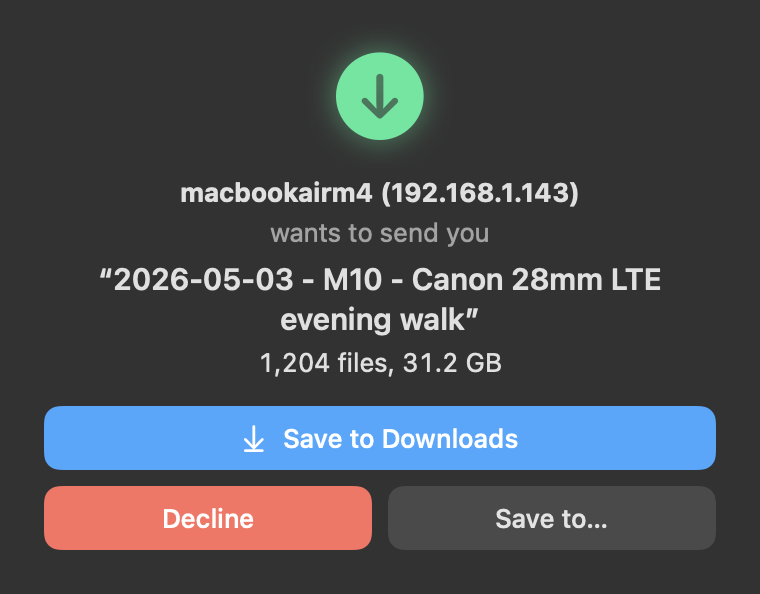 macbookairm4 (192.168.1.143)
wants to send you
“2026-05-03 - M10 - Canon 28mm LTE
evening walk”
1,204 files, 31.2 GB
Save to Downloads
Decline
Save to...